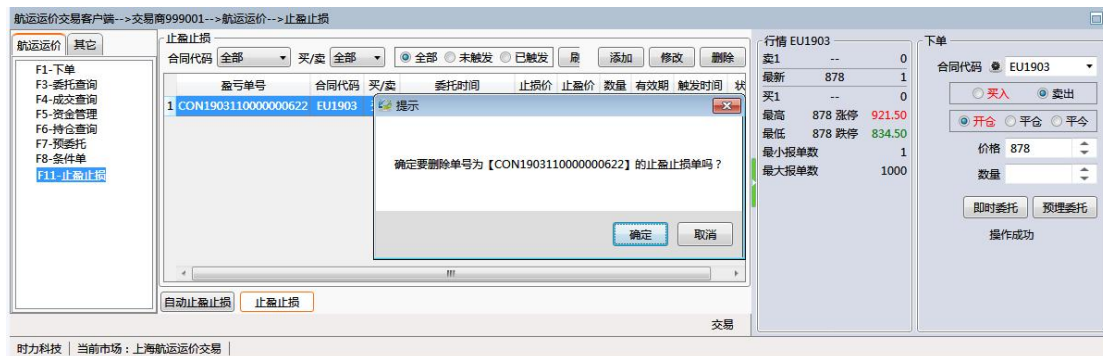 航运运价交易客户端-->交易商999001-->航运运价-->止盈止损
航运运价 其它
F1-下单
F3-委托查询
F4-成交查询
F5-资金管理
F6-持仓查询
F7-预委托
F8-条件单
F11-止盈止损
止盈止损
合同代码 全部 买/卖 全部 全部 未触发 已触发 添加 修改 删除
盈亏单号 合同代码 买/卖 委托时间 止损价 止盈价 数量 有效期 触发时间 状
1 CON1903110000000622 EU1903
提示
确定要删除单号为【CON1903110000000622】的止盈止损单吗？
确定 取消
自动止盈止损 止盈止损
交易
行情 EU1903
卖1 -- 0
最新 878 1
买1 -- 0
最高 878 涨停 921.50
最低 878 跌停 834.50
最小报单数 1
最大报单数 1000
下单
合同代码 EU1903
买入 卖出
开仓 平仓 平今
价格 878
数量
即时委托 预埋委托
操作成功
时力科技 当前市场：上海航运运价交易